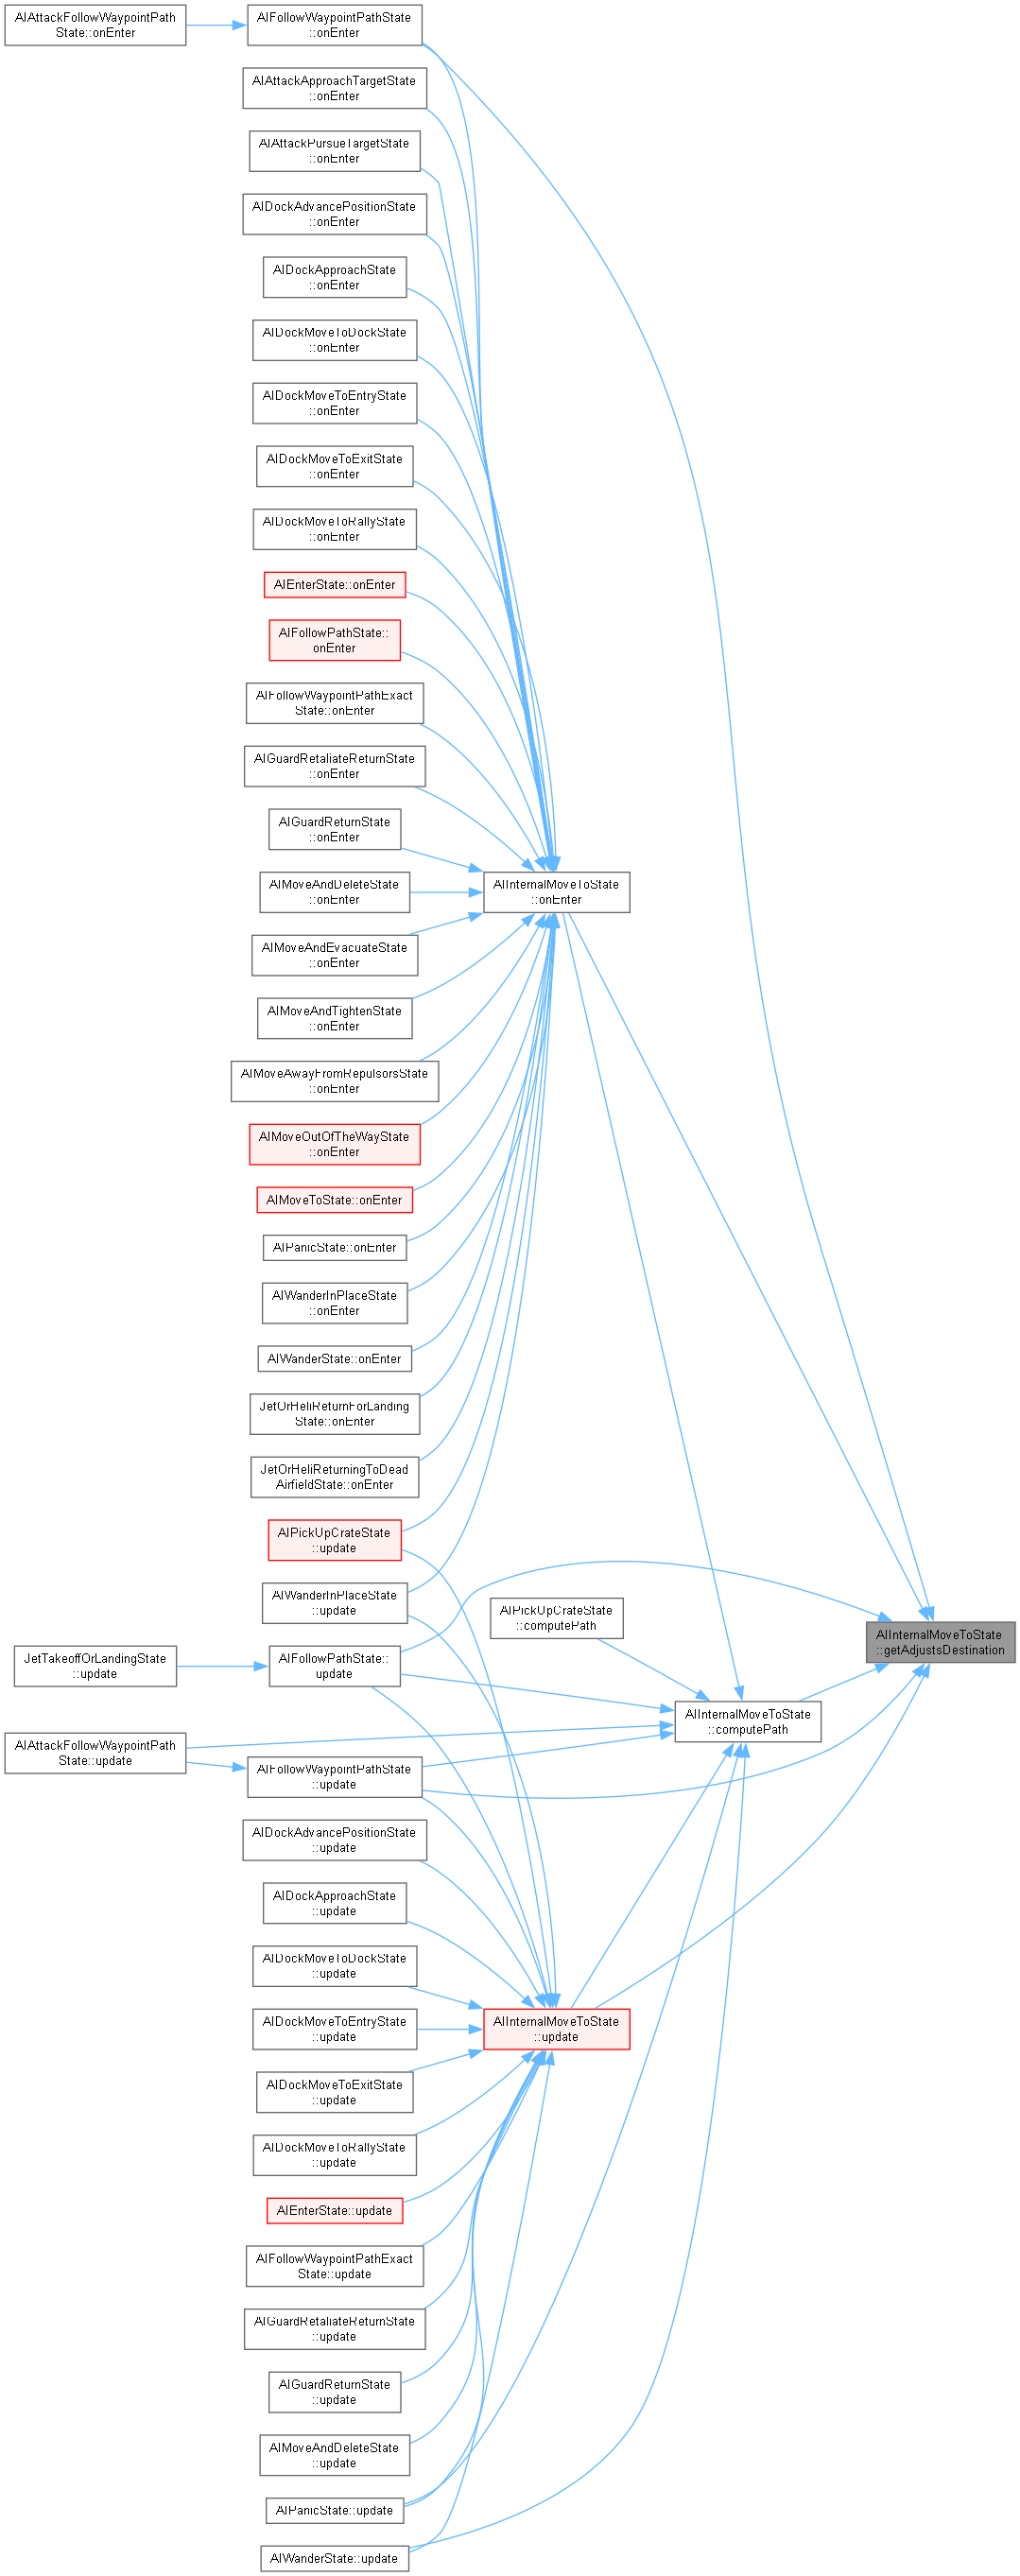 AIAttackFollowWaypointPath
State::onEnter
AIFollowWaypointPathState
::onEnter
AIAttackApproachTargetState
::onEnter
AIAttackPursueTargetState
::onEnter
AIDockAdvancePositionState
::onEnter
AIDockApproachState
::onEnter
AIDockMoveToDockState
::onEnter
AIDockMoveToEntryState
::onEnter
AIDockMoveToExitState
::onEnter
AIDockMoveToRallyState
::onEnter
AIEnterState::onEnter
AIFollowPathState::
onEnter
AIFollowWaypointPathExact
State::onEnter
AIGuardRetaliateReturnState
::onEnter
AIGuardReturnState
::onEnter
AIMoveAndDeleteState
::onEnter
AIInternalMoveToState
::onEnter
AIMoveAndEvacuateState
::onEnter
AIMoveAndTightenState
::onEnter
AIMoveAwayFromRepulsorsState
::onEnter
AIMoveOutOfTheWayState
::onEnter
AIMoveToState::onEnter
AIPanicState::onEnter
AIWanderInPlaceState
::onEnter
AIWanderState::onEnter
JetOrHeliReturnForLanding
State::onEnter
JetOrHeliReturningToDead
AirfieldState::onEnter
AIPickUpCrateState
::update
AIWanderInPlaceState
::update
AIPickUpCrateState
::computePath
AIInternalMoveToState
::getAdjustsDestination
JetTakeoffOrLandingState
::update
AIFollowPathState::
update
AIInternalMoveToState
::computePath
AIAttackFollowWaypointPath
State::update
AIFollowWaypointPathState
::update
AIDockAdvancePositionState
::update
AIDockApproachState
::update
AIDockMoveToDockState
::update
AIDockMoveToEntryState
::update
AIInternalMoveToState
::update
AIDockMoveToExitState
::update
AIDockMoveToRallyState
::update
AIEnterState::update
AIFollowWaypointPathExact
State::update
AIGuardRetaliateReturnState
::update
AIGuardReturnState
::update
AIMoveAndDeleteState
::update
AIPanicState::update
AIWanderState::update